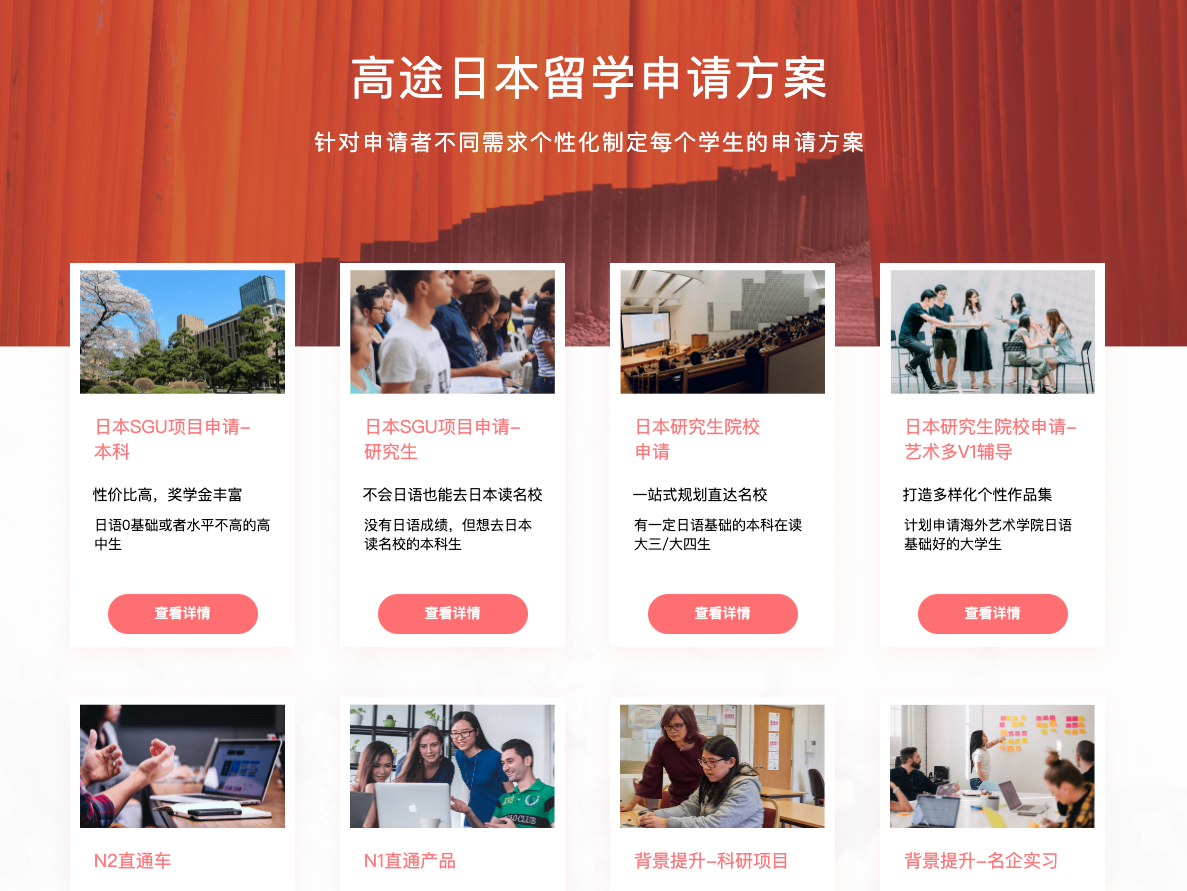 高途日本留学申请方案
针对申请者不同需求个性化制定每个学生的申请方案
日本SGU项目申请-
本科
性价比高，奖学金丰富
日语0基础或者水平不高的高
中生
查看详情
日本SGU项目申请-
研究生
不会日语也能去日本读名校
没有日语成绩，但想去日本
读名校的本科生
查看详情
日本研究生院校
申请
一站式规划直达名校
有一定日语基础的本科在读
大三/大四生
查看详情
日本研究生院校申请-
艺术多V1辅导
打造多样化个性作品集
计划申请海外艺术学院日语
基础好的大学生
查看详情
N2直通车
N1直通产品
背景提升-科研项目
背景提升-名企实习